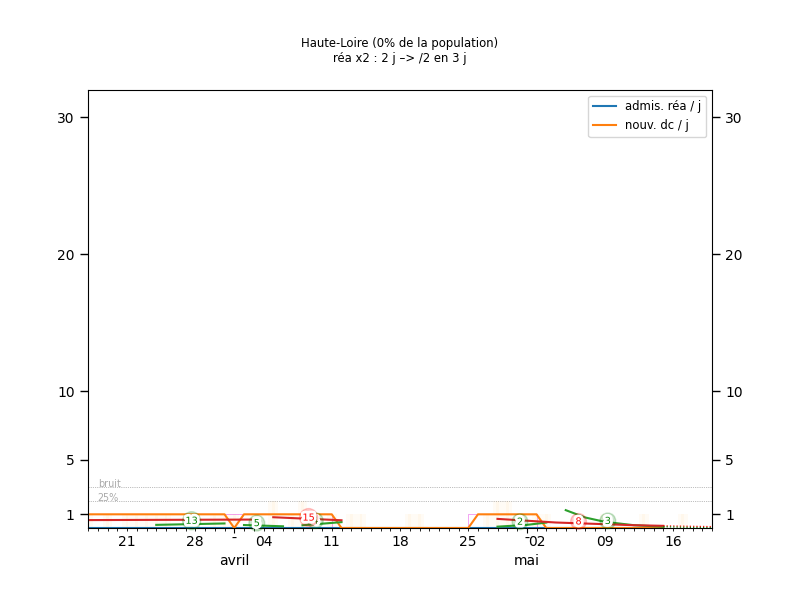 Haute-Loire (0% de la population)
réa x2 : 2 j –> /2 en 3 j
admis. réa / j
nouv. dc / j
30 30
20 20
10 10
5 5
bruit
25%
1 1
13 5 15 2 8 3
21 28 - 04 11 18 25 - 02 09 16
avril mai